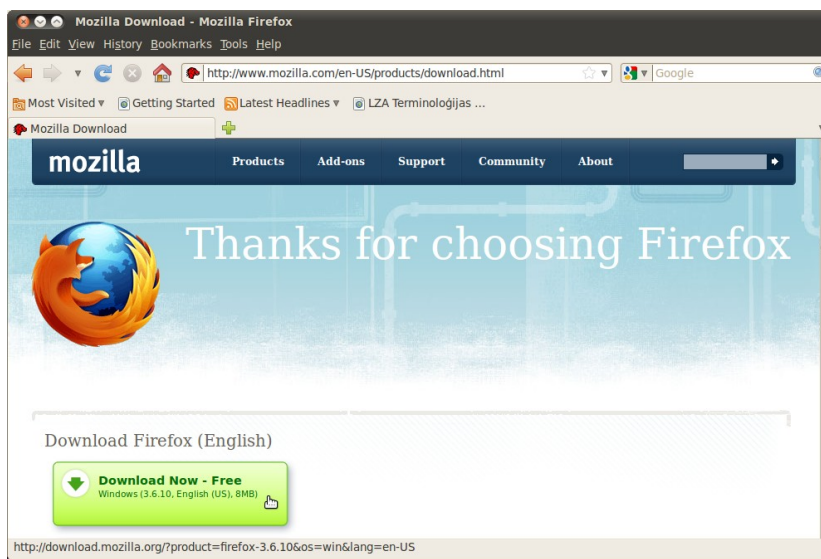 Mozilla Download - Mozilla Firefox
File Edit View History Bookmarks Tools Help
http://www.mozilla.com/en-US/products/download.html Google
Most Visited Getting Started Latest Headlines LZA Terminoloģijas ...
Mozilla Download
mozilla Products Add-ons Support Community About
Thanks for choosing Firefox
Download Firefox (English)
Download Now - Free
Windows (3.6.10, English (US), 8MB)
http://download.mozilla.org/?product=firefox-3.6.10&os=win&lang=en-US